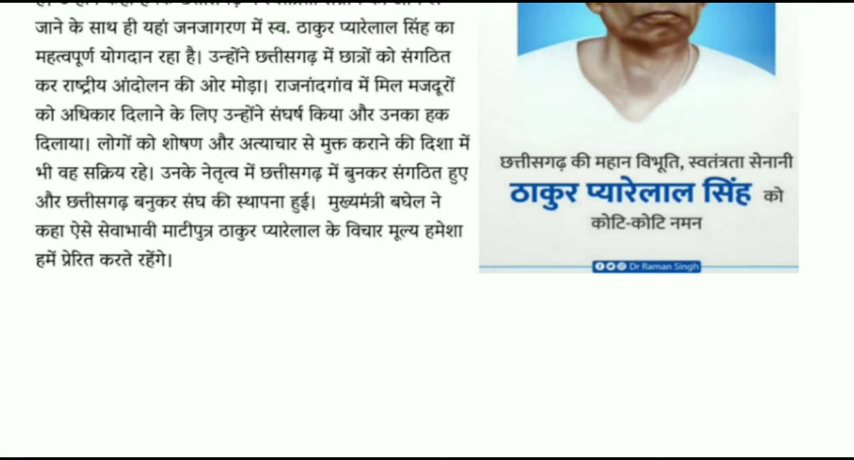 जाने के साथ ही यहां जनजागरण में स्व. ठाकुर प्यारेलाल सिंह का
महत्वपूर्ण योगदान रहा है। उन्होंने छत्तीसगढ़ में छात्रों को संगठित
कर राष्ट्रीय आंदोलन की ओर मोड़ा। राजनांदगांव में मिल मजदूरों
को अधिकार दिलाने के लिए उन्होंने संघर्ष किया और उनका हक
दिलाया। लोगों को शोषण और अत्याचार से मुक्त कराने की दिशा में
भी वह सक्रिय रहे। उनके नेतृत्व में छत्तीसगढ़ में बुनकर संगठित हुए
और छत्तीसगढ़ बनुकर संघ की स्थापना हुई। मुख्यमंत्री बघेल ने
कहा ऐसे सेवाभावी माटीपुत्र ठाकुर प्यारेलाल के विचार मूल्य हमेशा
हमें प्रेरित करते रहेंगे।
छत्तीसगढ़ की महान विभूति, स्वतंत्रता सेनानी
ठाकुर प्यारेलाल सिंह को
कोटि-कोटि नमन
Dr Raman Singh